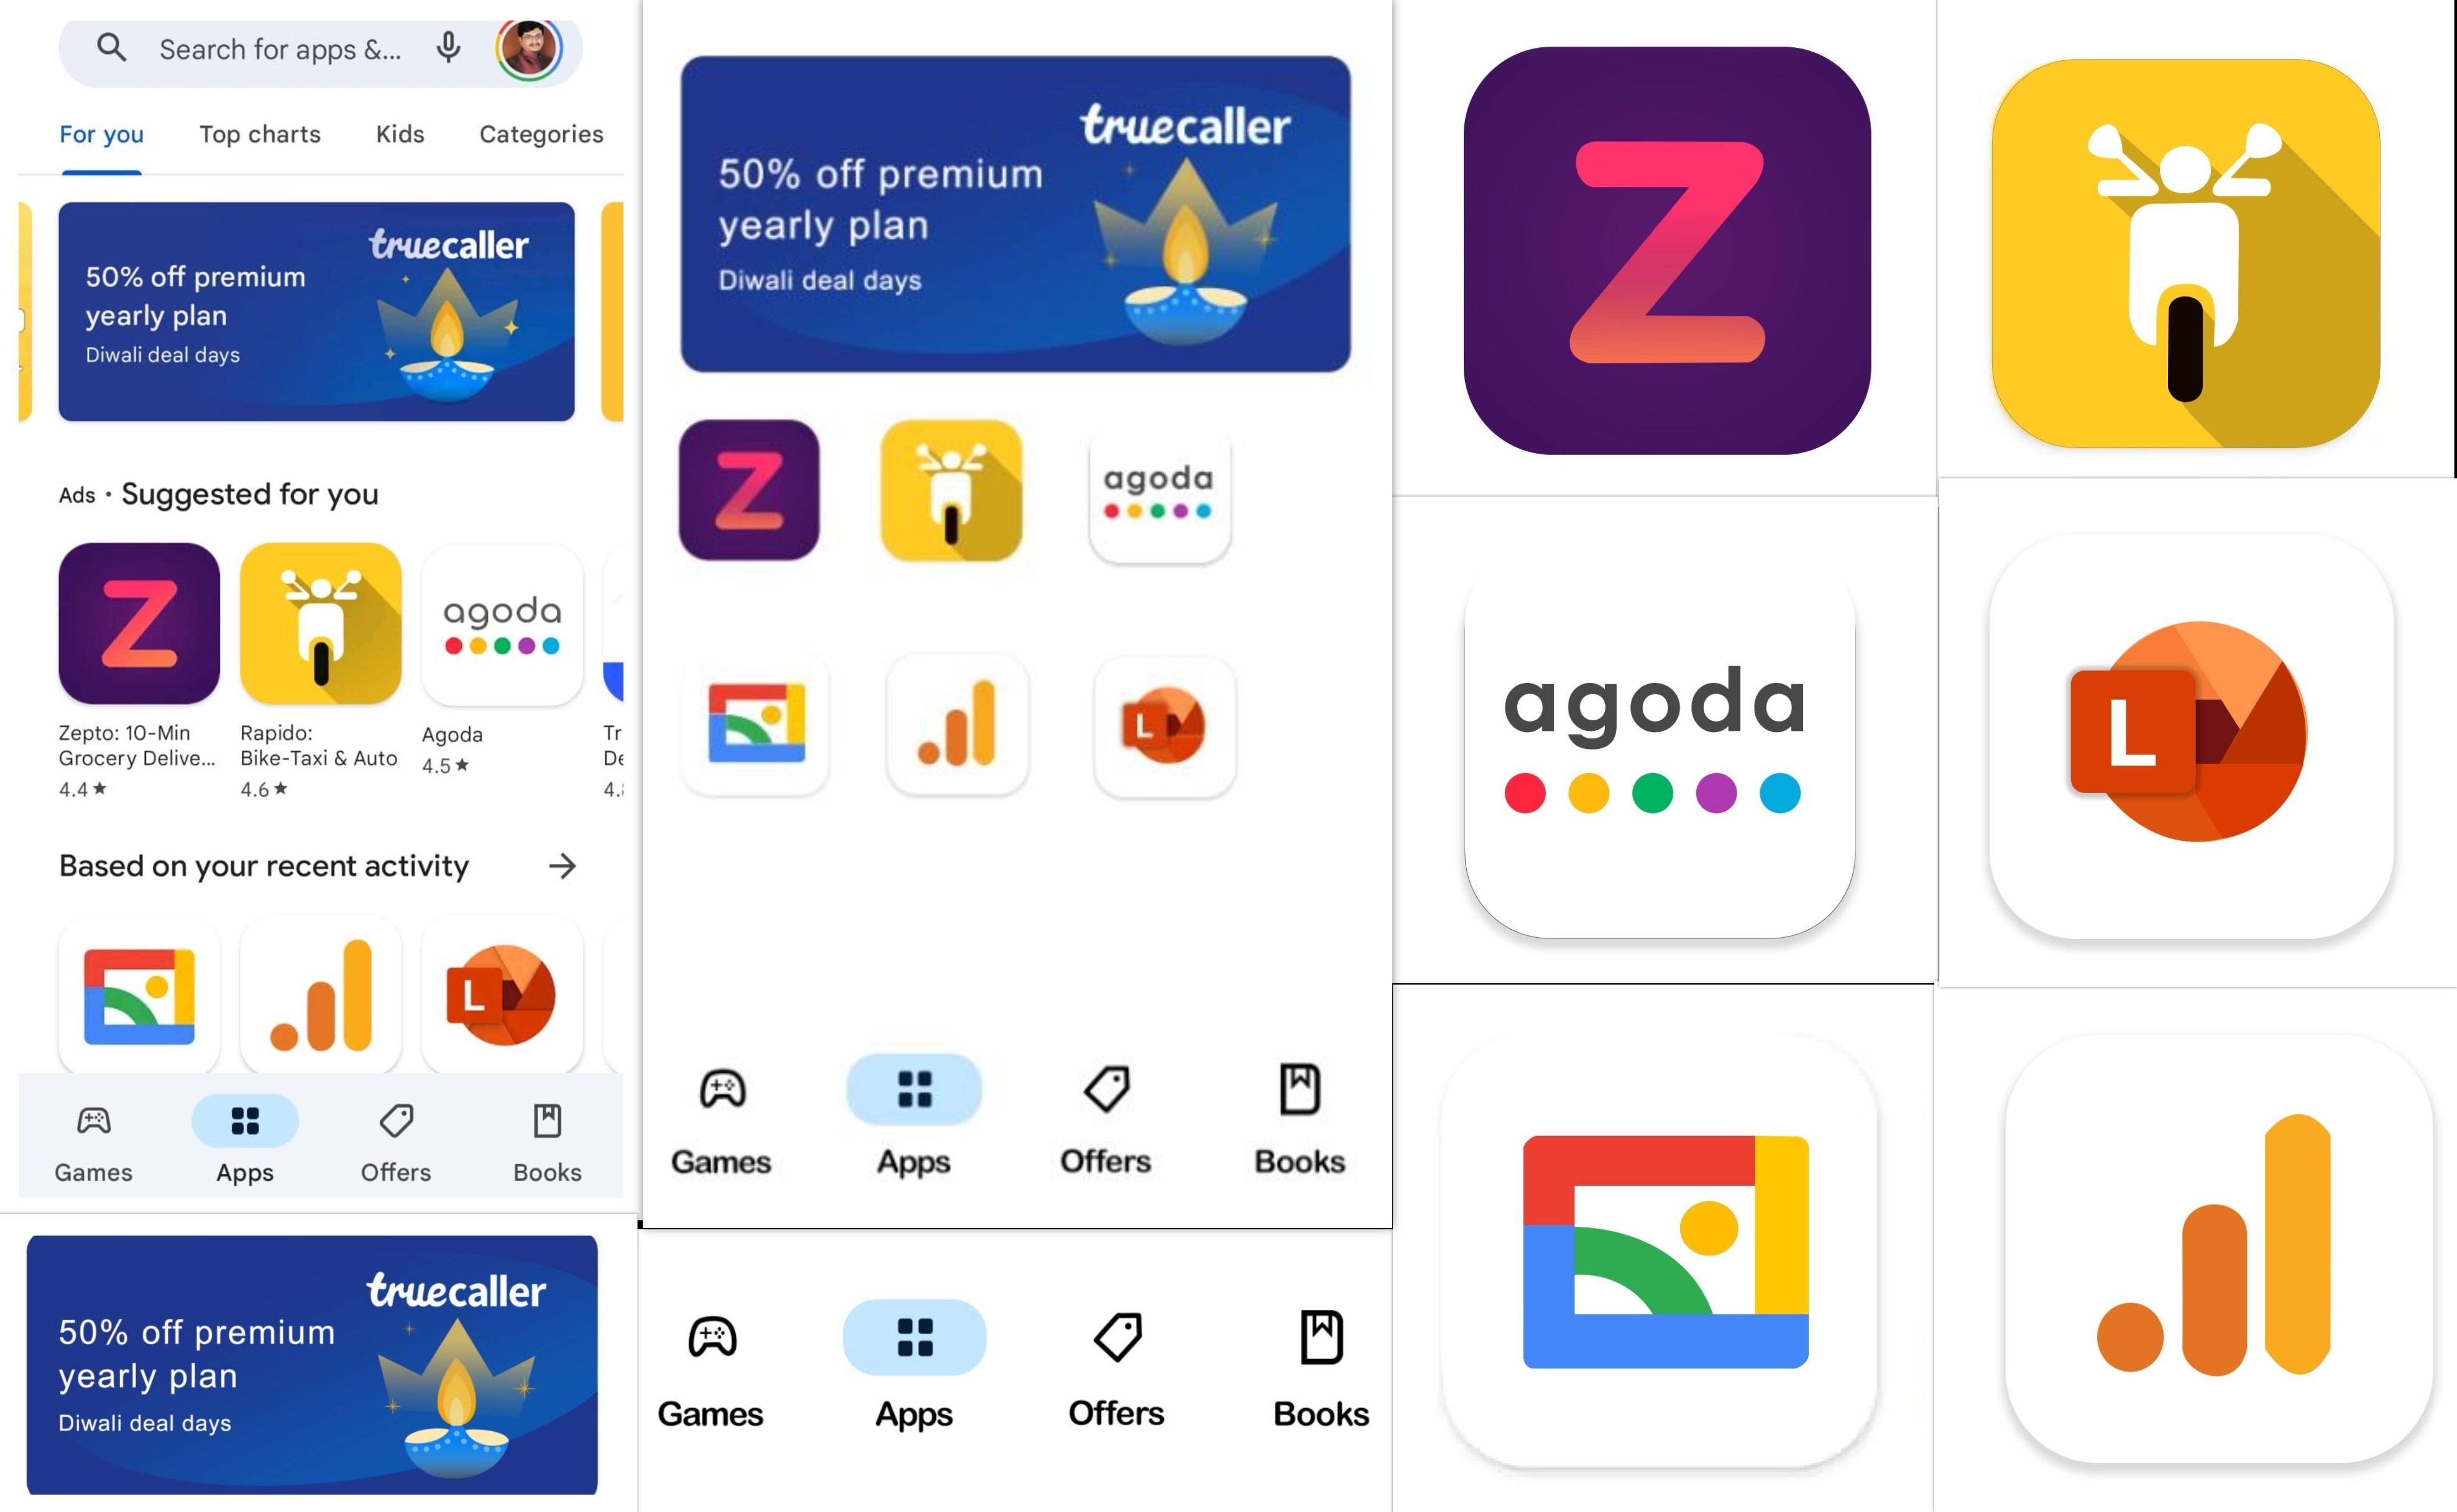 Search for apps &...
For you Top charts Kids Categories
truecaller
50% off premium
yearly plan
Diwali deal days
Ads • Suggested for you
Z
agoda
Zepto: 10-Min
Grocery Delive...
4.4 ★
Rapido:
Bike-Taxi & Auto
4.6 ★
Agoda
4.5 ★
Tr
De
4.
Based on your recent activity
L
Games Apps Offers Books
truecaller
50% off premium
yearly plan
Diwali deal days
truecaller
50% off premium
yearly plan
Diwali deal days
Z
agoda
L
Games Apps Offers Books
Games Apps Offers Books
Z
agoda
L